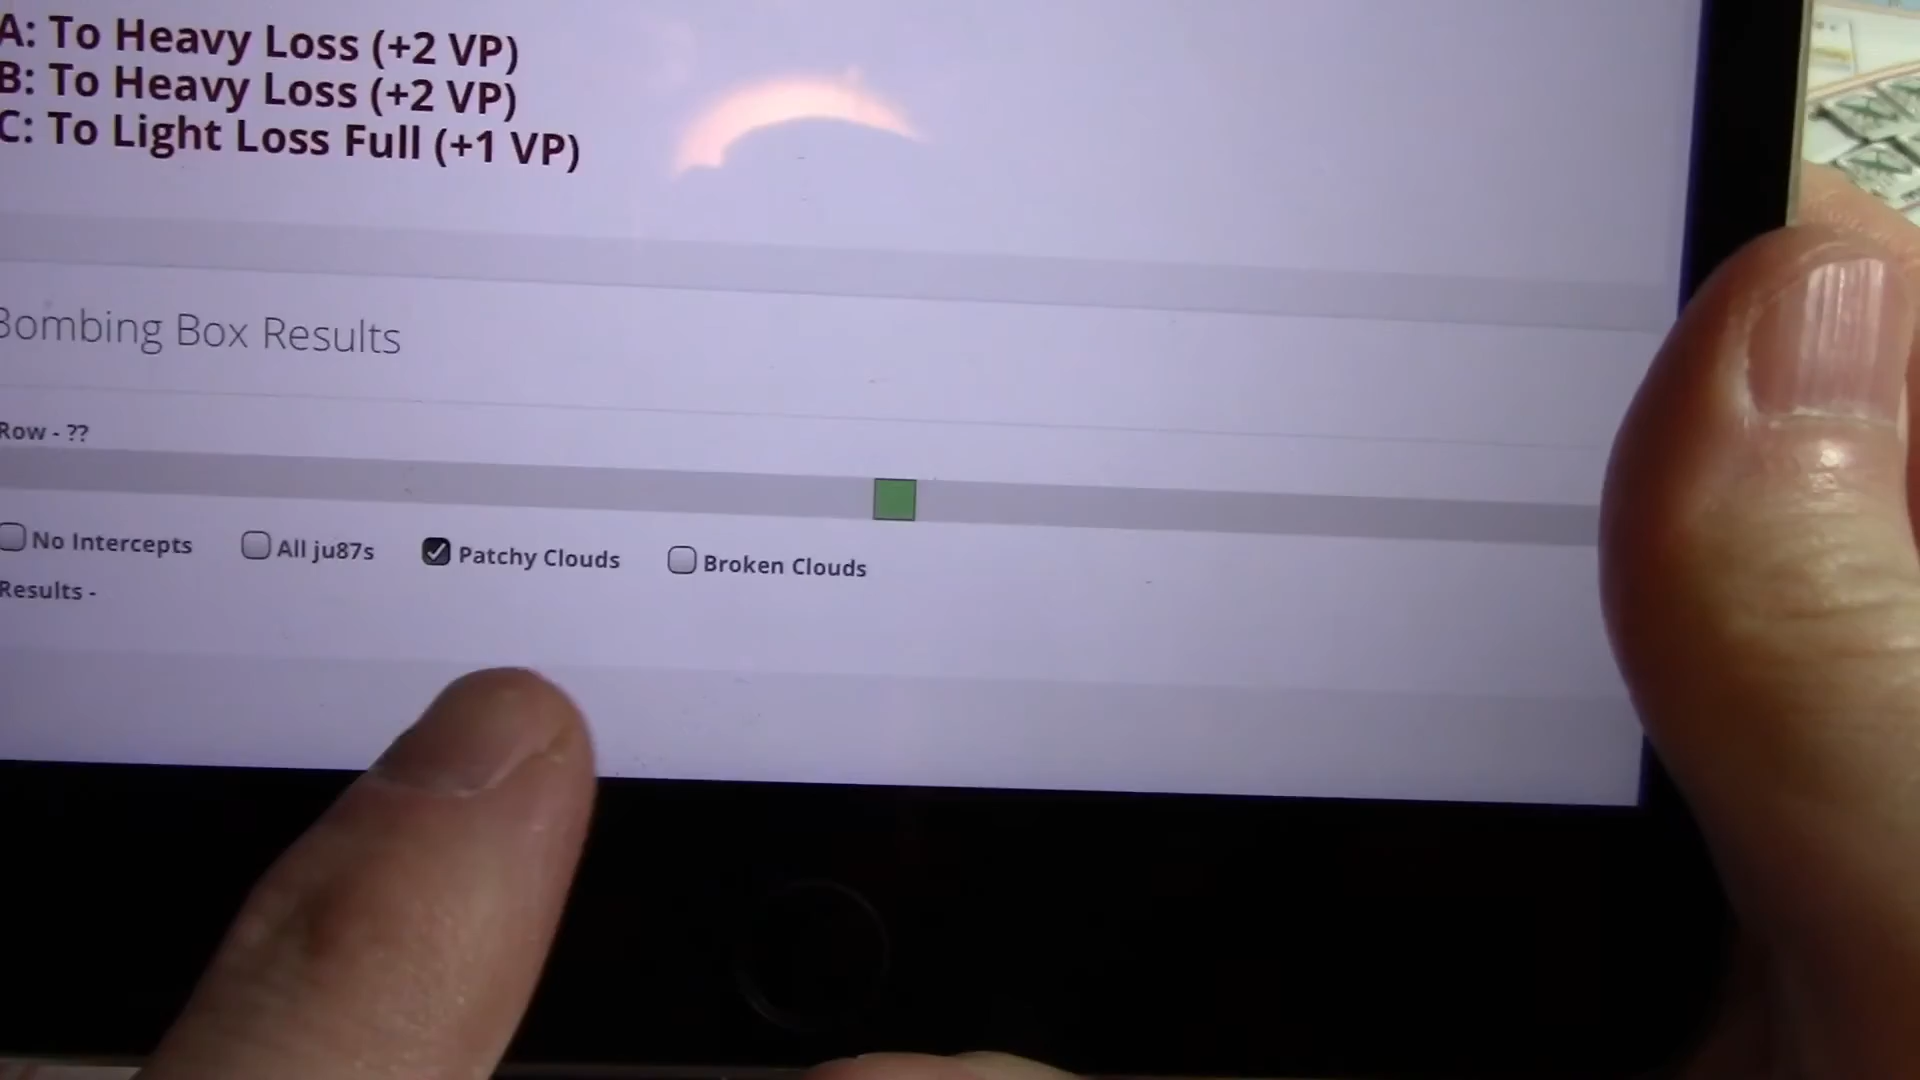 A: To Heavy Loss (+2 VP)
B: To Heavy Loss (+2 VP)
C: To Light Loss Full (+1 VP)
Bombing Box Results
Row - ??
No Intercepts All ju87s Patchy Clouds Broken Clouds
Results -